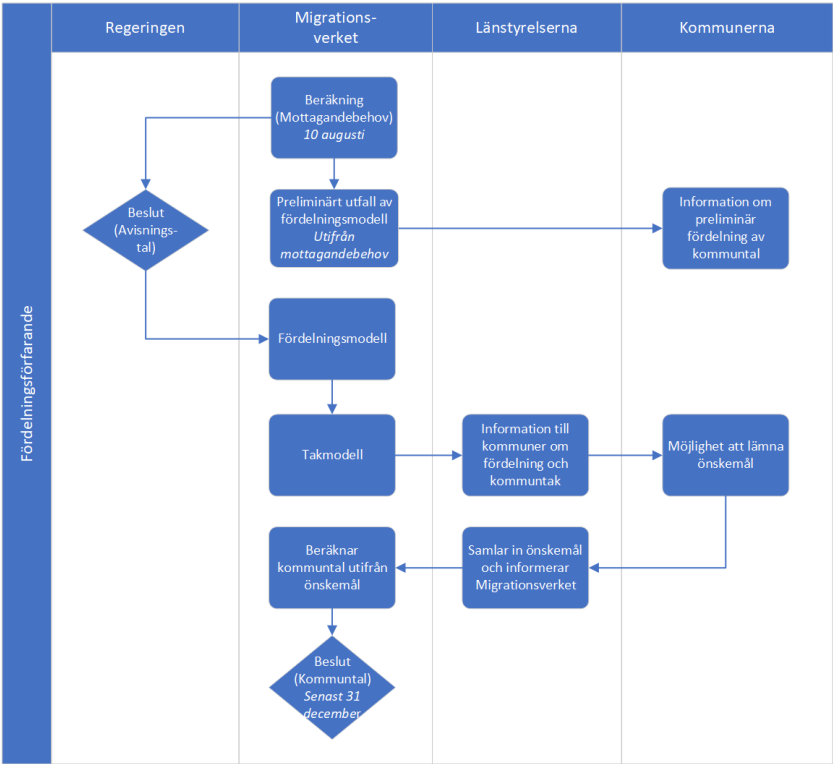 Fördelningsförfarande
Regeringen
Migrations-
verket
Länstyrelserna
Kommunerna
Beräkning
(Mottagandebehov)
10 augusti
Beslut
(Avisnings-
tal)
Preliminärt utfall av
fördelningsmodell
Utifrån
mottagandebehov
Information om
preliminär
fördelning av
kommuntal
Fördelningsmodell
Takmodell
Information till
kommuner om
fördelning och
kommuntak
Möjlighet att lämna
önskemål
Beräknar
kommuntal utifrån
önskemål
Samlar in önskemål
och informerar
Migrationsverket
Beslut
(Kommuntal)
Senast 31
december